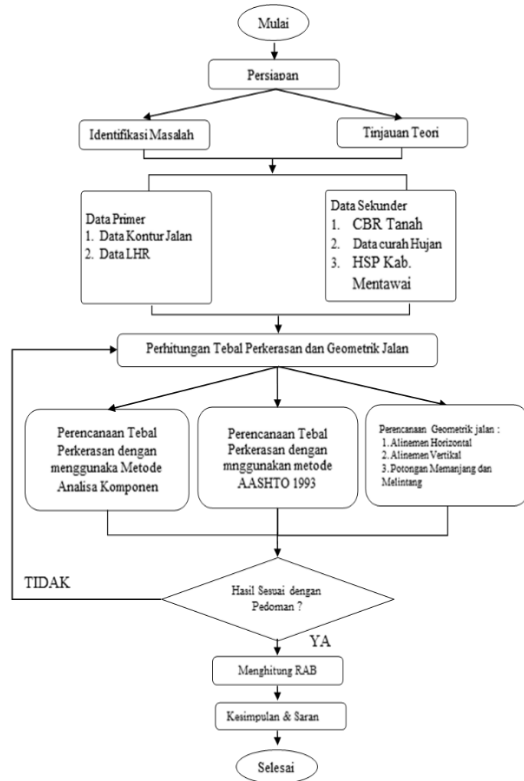 Mulai
Persiapan
Identifikasi Masalah
Tinjauan Teori
Data Primer
1. Data Kontur Jalan
2. Data LHR
Data Sekunder
1. CBR Tanah
2. Data curah Hujan
3. HSP Kab.
Mentawai
Perhitungan Tebal Perkerasan dan Geometrik Jalan
Perencanaan Tebal
Perkerasan dengan
menggunaka Metode
Analisa Komponen
Perencanaan Tebal
Perkerasan dengan
mnggunakan metode
AASHTO 1993
Perencanaan Geometrik jalan :
1. Alinemen Horizontal
2. Alinemen Vertikal
3. Potongan Memanjang dan
Melintang
TIDAK
Hasil Sesuai dengan
Pedoman ?
YA
Menghitung RAB
Kesimpulan & Saran
Selesai